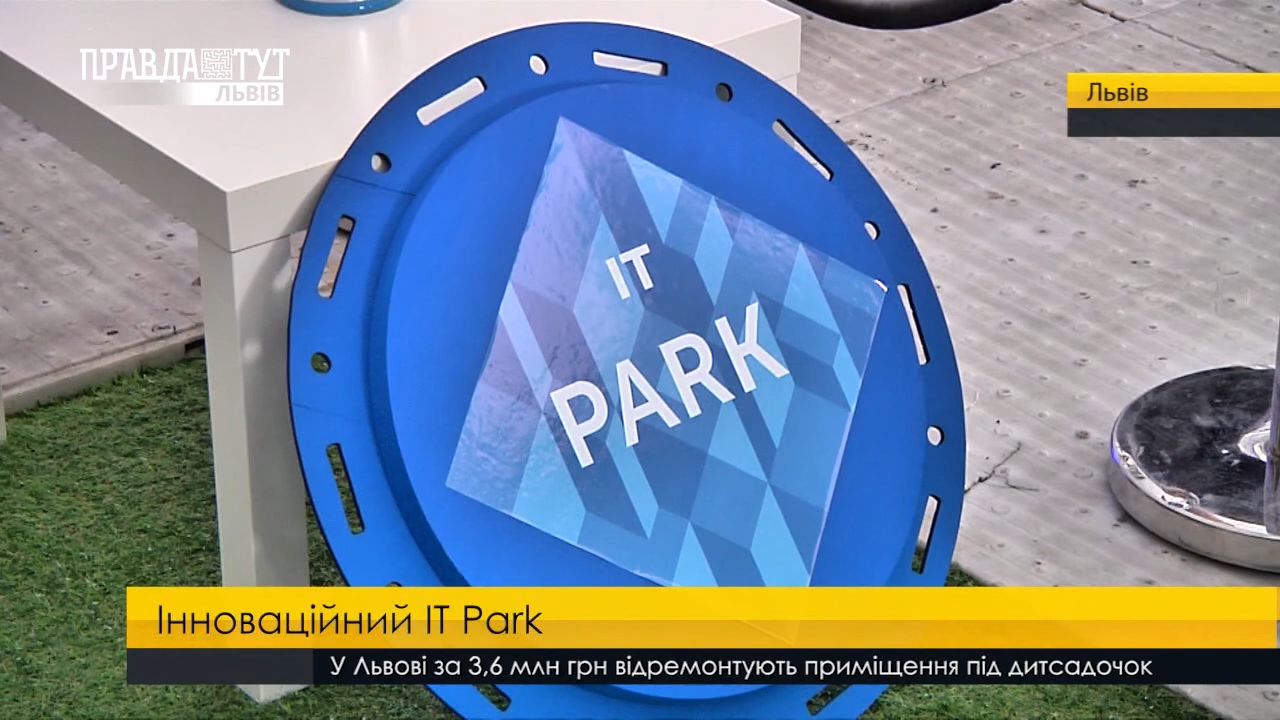 ПРАВДА ТУТ
ЛЬВІВ
Львів
IT
PARK
Інноваційний IT Park
У Львові за 3,6 млн грн відремонтують приміщення під дитсадочок